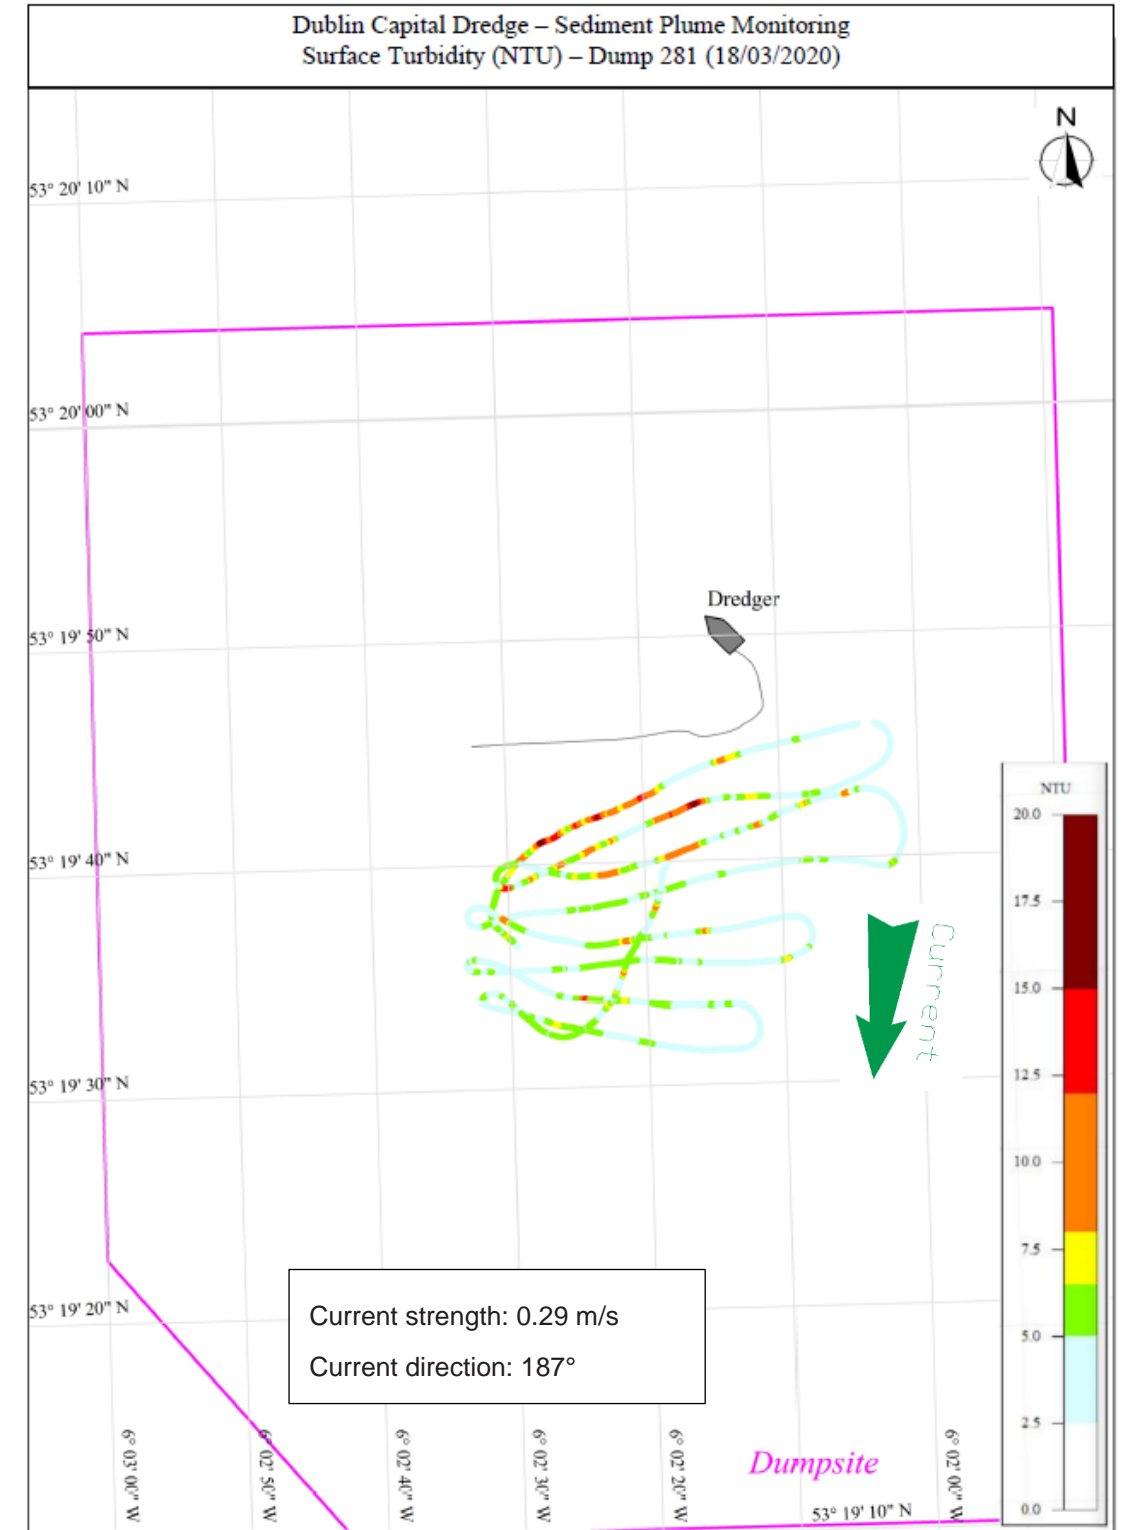 Dublin Capital Dredge – Sediment Plume Monitoring
Surface Turbidity (NTU) – Dump 281 (18/03/2020)
N
53° 20' 10" N
53° 20' 00" N
Dredger
53° 19' 50" N
NTU
20.0
53° 19' 40" N
17.5
Current
15.0
53° 19' 30" N
12.5
10.0
7.5
53° 19' 20" N
5.0
2.5
0.0
Current strength: 0.29 m/s
Current direction: 187°
6° 03' 00" W
6° 02' 50" W
6° 02' 40" W
6° 02' 30" W
6° 02' 20" W
6° 02' 00" W
Dumpsite
53° 19' 10" N